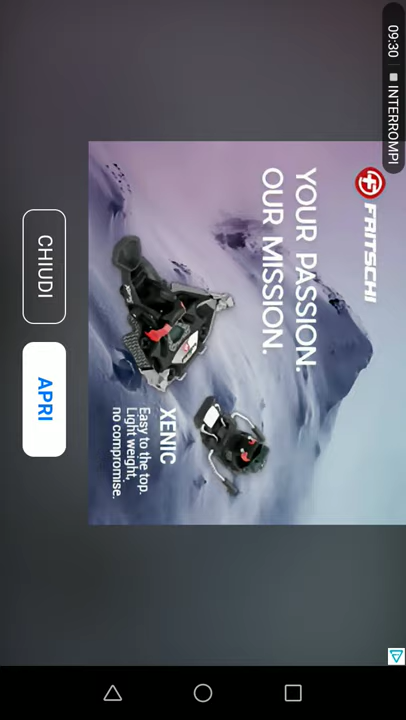 09:30 INTERROMPI
FRITSCHI
YOUR PASSION.
OUR MISSION.
XENIC
Easy to the top.
Light weight,
no compromise.
CHIUDI
APRI